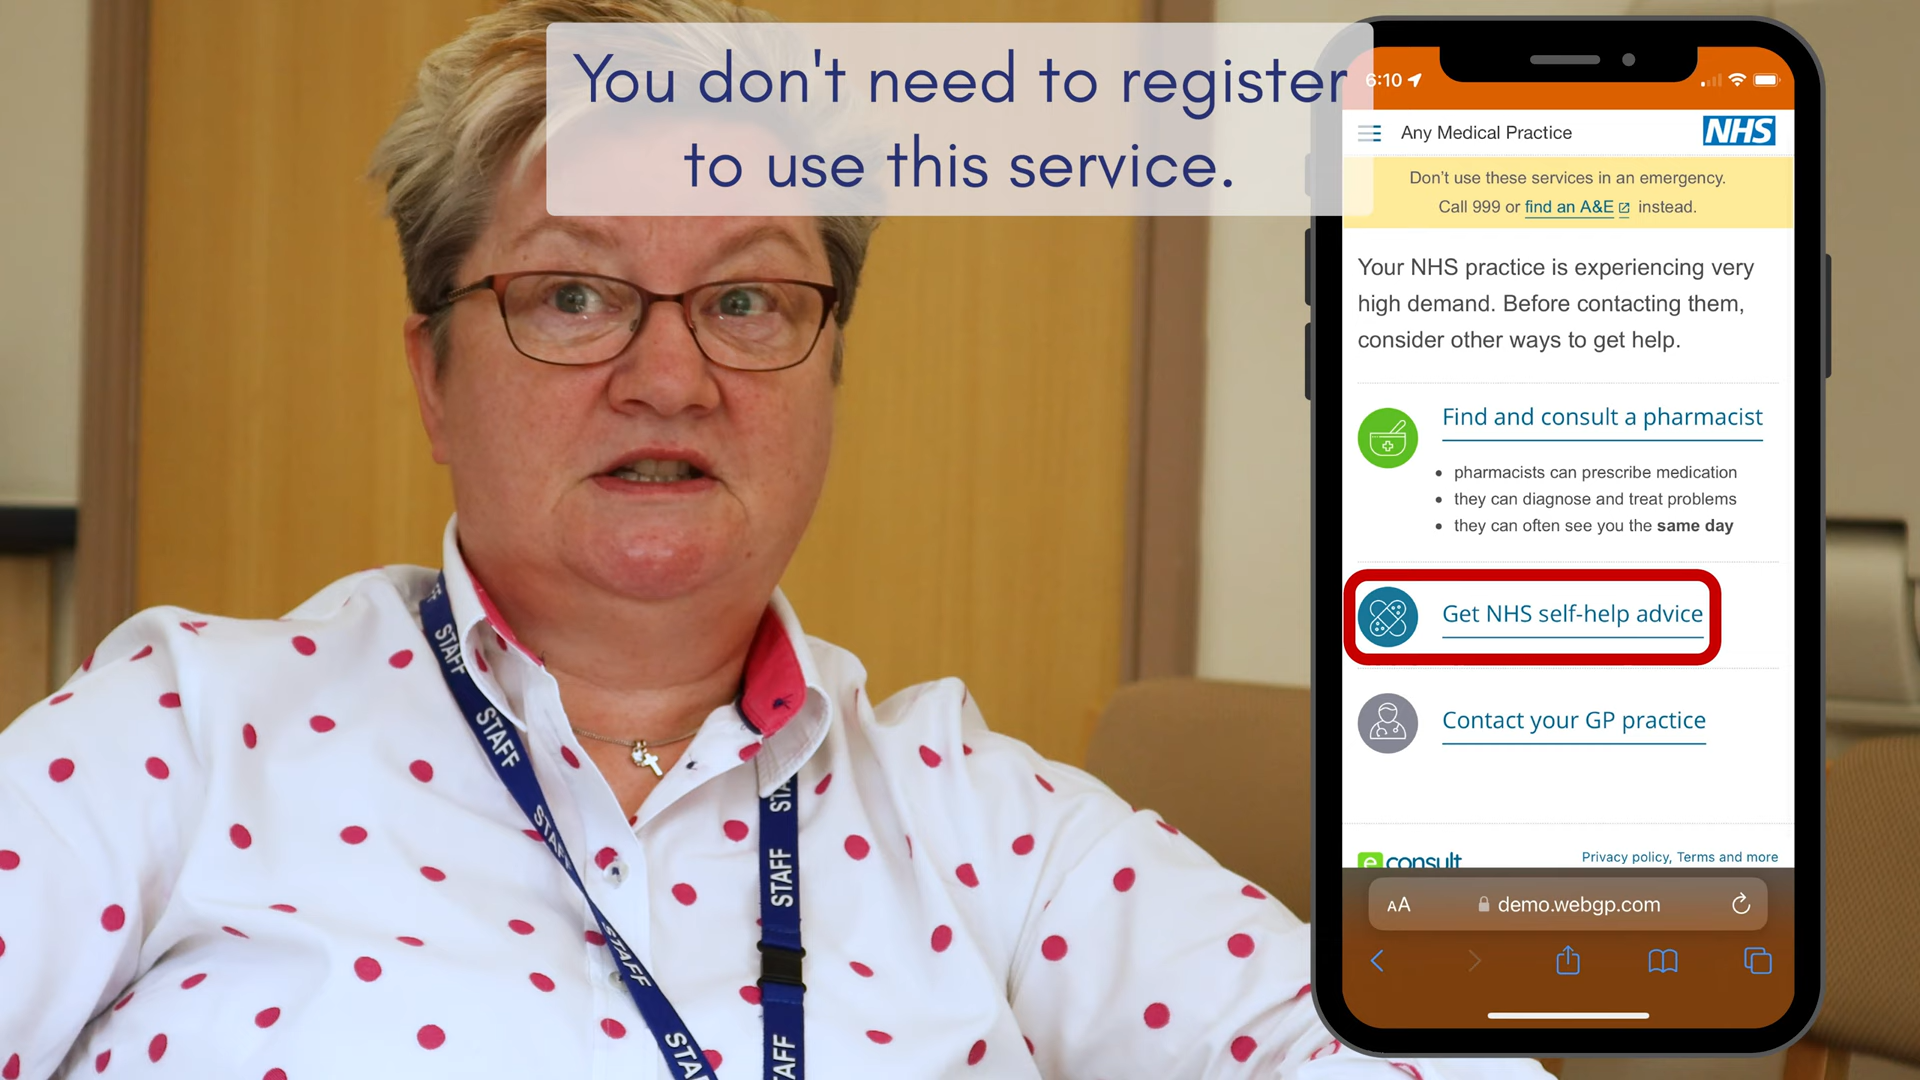 You don't need to register
to use this service.
6:10
Any Medical Practice
NHS
Don't use these services in an emergency.
Call 999 or find an A&E instead.
Your NHS practice is experiencing very
high demand. Before contacting them,
consider other ways to get help.
Find and consult a pharmacist
• pharmacists can prescribe medication
• they can diagnose and treat problems
• they can often see you the same day
Get NHS self-help advice
Contact your GP practice
econsult
Privacy policy, Terms and more
AA
demo.webgp.com
STAFF
STAFF
STAFF
STAFF
STAFF